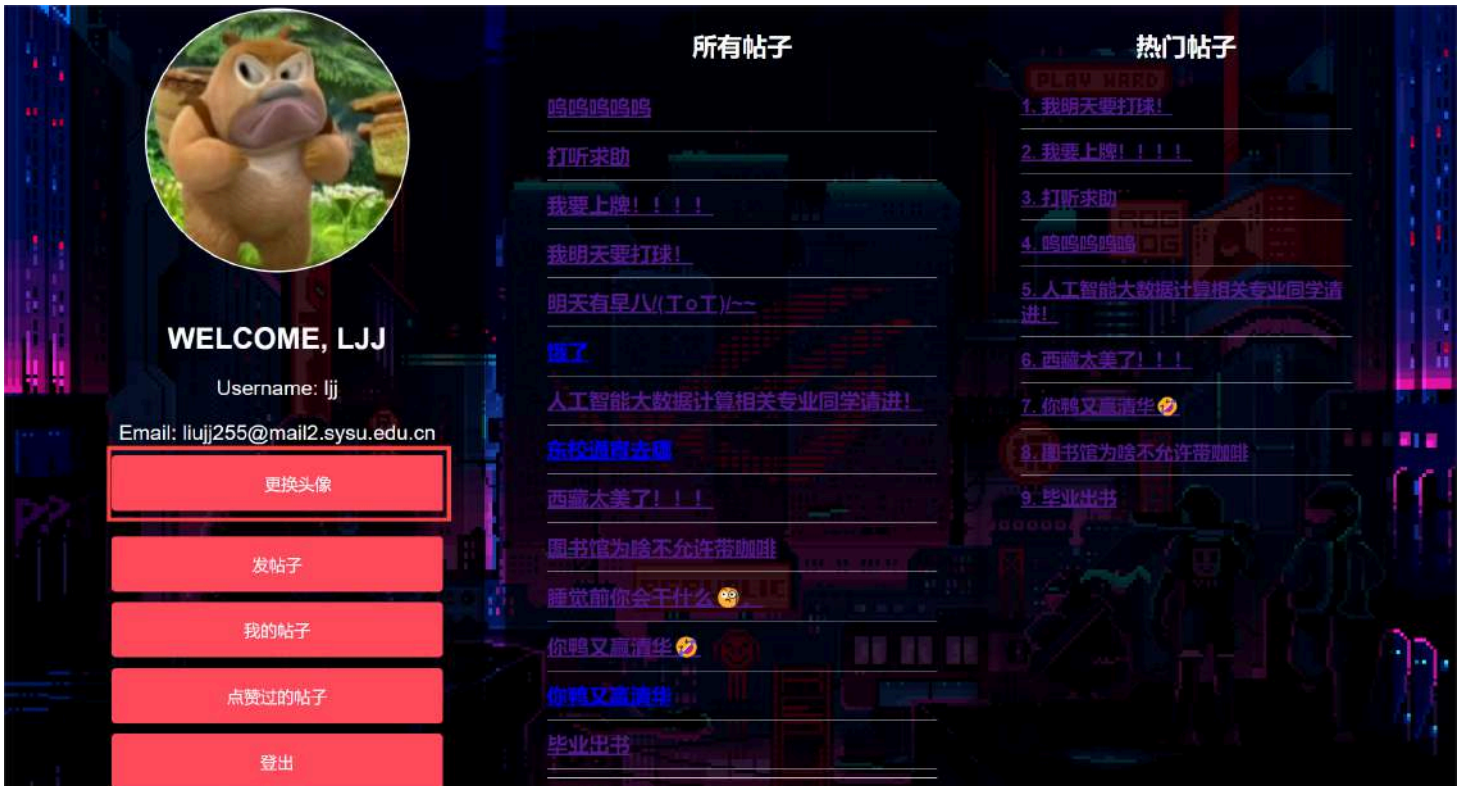 WELCOME, LJJ
Username: ljj
Email: liujj255@mail2.sysu.edu.cn
更换头像
发帖子
我的帖子
点赞过的帖子
登出
所有帖子
呜呜呜呜呜
打听求助
我要上牌！！！！
我明天要打球！
明天有早八/(ToT)/~~
饿了
人工智能大数据计算相关专业同学请进！
东校通宵去哪
西藏太美了！！！
图书馆为啥不允许带咖啡
睡觉前你会干什么🧐
你鸭又赢清华🤣
你鸭又赢清华
毕业出书
热门帖子
PLAY HARD
1. 我明天要打球！
2. 我要上牌！！！！
3. 打听求助
4. 呜呜呜呜呜
5. 人工智能大数据计算相关专业同学请
进！
6. 西藏太美了！！！
7. 你鸭又赢清华🤣
8. 图书馆为啥不允许带咖啡
9. 毕业出书